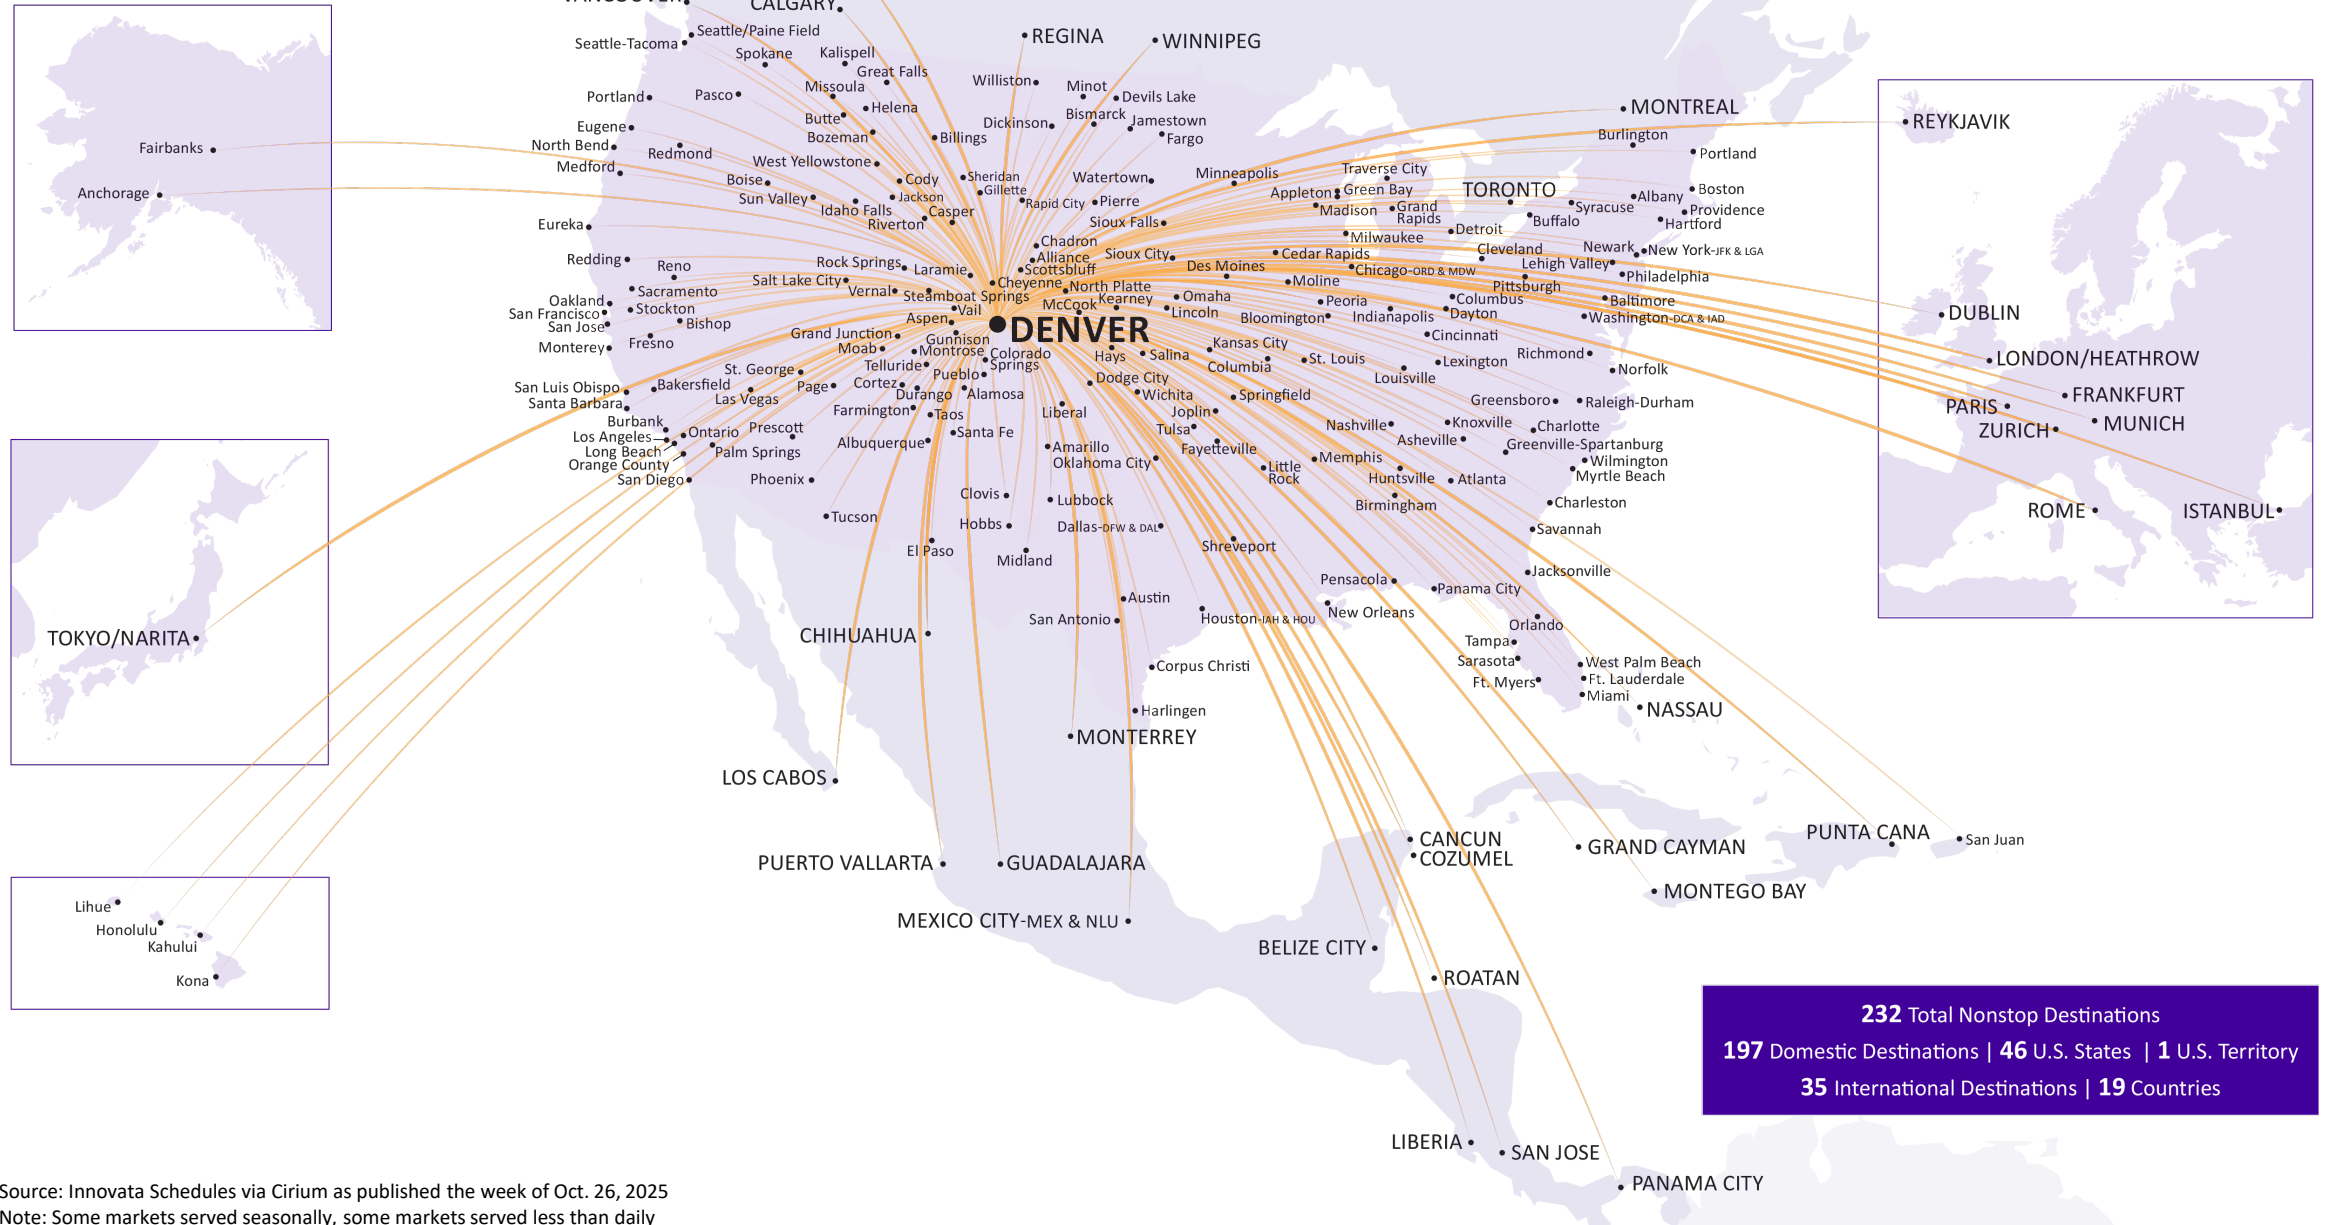 VANCOUVER
CALGARY
REGINA
WINNIPEG
Seattle/Paine Field
Seattle-Tacoma
Spokane
Kalispell
Great Falls
Missoula
Williston
Minot
Devils Lake
Portland
Pasco
Helena
Butte
Bozeman
Billings
Dickinson
Bismarck
Jamestown
Fargo
MONTREAL
Burlington
Portland
REYKJAVIK
Eugene
North Bend
Redmond
Medford
West Yellowstone
Boise
Sun Valley
Cody
Sheridan
Gillette
Jackson
Idaho Falls
Casper
Riverton
Rapid City
Watertown
Pierre
Sioux Falls
Minneapolis
Traverse City
Appleton
Green Bay
Madison
Grand
Rapids
TORONTO
Albany
Boston
Syracuse
Buffalo
Providence
Hartford
Fairbanks
Anchorage
Eureka
Redding
Reno
Rock Springs
Laramie
Chadron
Alliance
Scottsbluff
Cheyenne
Sioux City
Des Moines
Cedar Rapids
Milwaukee
Detroit
Chicago-ORD & MDW
Cleveland
Newark
New York-JFK & LGA
Lehigh Valley
Philadelphia
Pittsburgh
Salt Lake City
Vernal
Steamboat Springs
Vail
Aspen
North Platte
McCook
Kearney
Omaha
Lincoln
Moline
Peoria
Bloomington
Indianapolis
Columbus
Dayton
Baltimore
Washington-DCA & IAD
DUBLIN
Sacramento
Oakland
San Francisco
Stockton
San Jose
Bishop
Fresno
Monterey
Grand Junction
Gunnison
DENVER
Moab
Montrose
Telluride
Colorado
Springs
Pueblo
Hays
Salina
Kansas City
Columbia
St. Louis
Cincinnati
Lexington
Louisville
Richmond
Norfolk
LONDON/HEATHROW
FRANKFURT
PARIS
MUNICH
ZURICH
ROME
ISTANBUL
St. George
Page
Cortez
Durango
Alamosa
Dodge City
Wichita
Springfield
Greensboro
Raleigh-Durham
San Luis Obispo
Bakersfield
Santa Barbara
Las Vegas
Farmington
Taos
Liberal
Joplin
Tulsa
Burbank
Los Angeles
Ontario
Long Beach
Palm Springs
Orange County
San Diego
Prescott
Phoenix
Tucson
Albuquerque
Santa Fe
Amarillo
Oklahoma City
Fayetteville
Little
Rock
Nashville
Knoxville
Asheville
Charlotte
Greenville-Spartanburg
Wilmington
Myrtle Beach
Memphis
Huntsville
Atlanta
Birmingham
Charleston
Savannah
Clovis
Lubbock
Hobbs
Dallas-DFW & DAL
El Paso
Midland
Shreveport
Jacksonville
Pensacola
Panama City
Austin
New Orleans
Houston-IAH & HOU
San Antonio
Orlando
Tampa
Sarasota
Ft. Myers
West Palm Beach
Ft. Lauderdale
Miami
NASSAU
TOKYO/NARITA
CHIHUAHUA
Corpus Christi
Harlingen
MONTERREY
LOS CABOS
PUERTO VALLARTA
GUADALAJARA
MEXICO CITY-MEX & NLU
CANCUN
COZUMEL
GRAND CAYMAN
PUNTA CANA
San Juan
MONTEGO BAY
BELIZE CITY
ROATAN
Lihue
Honolulu
Kahului
Kona
LIBERIA
SAN JOSE
PANAMA CITY
232 Total Nonstop Destinations
197 Domestic Destinations | 46 U.S. States | 1 U.S. Territory
35 International Destinations | 19 Countries
Source: Innovata Schedules via Cirium as published the week of Oct. 26, 2025
Note: Some markets served seasonally, some markets served less than daily